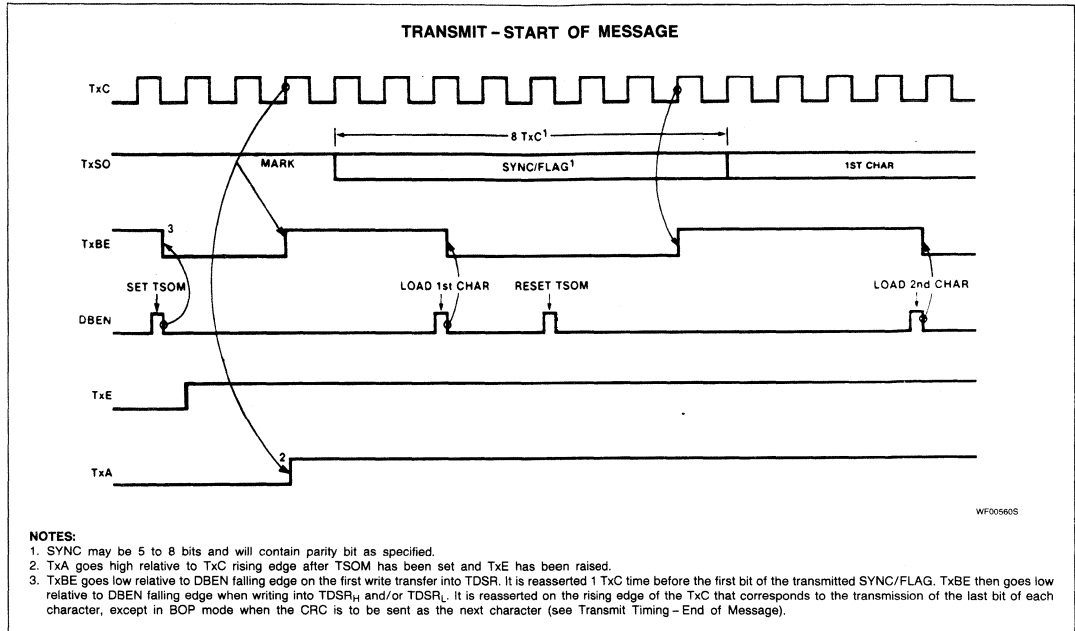 TRANSMIT – START OF MESSAGE
TxC
8 TxC1
TxSO
MARK
SYNC/FLAG1
1ST CHAR
3
TxBE
SET TSOM
LOAD 1st CHAR
RESET TSOM
LOAD 2nd CHAR
DBEN
TxE
2
TxA
WF00560S
NOTES:
1. SYNC may be 5 to 8 bits and will contain parity bit as specified.
2. TxA goes high relative to TxC rising edge after TSOM has been set and TxE has been raised.
3. TxBE goes low relative to DBEN falling edge on the first write transfer into TDSR. It is reasserted 1 TxC time before the first bit of the transmitted SYNC/FLAG. TxBE then goes low
relative to DBEN falling edge when writing into TDSRH and/or TDSRL. It is reasserted on the rising edge of the TxC that corresponds to the transmission of the last bit of each
character, except in BOP mode when the CRC is to be sent as the next character (see Transmit Timing – End of Message).